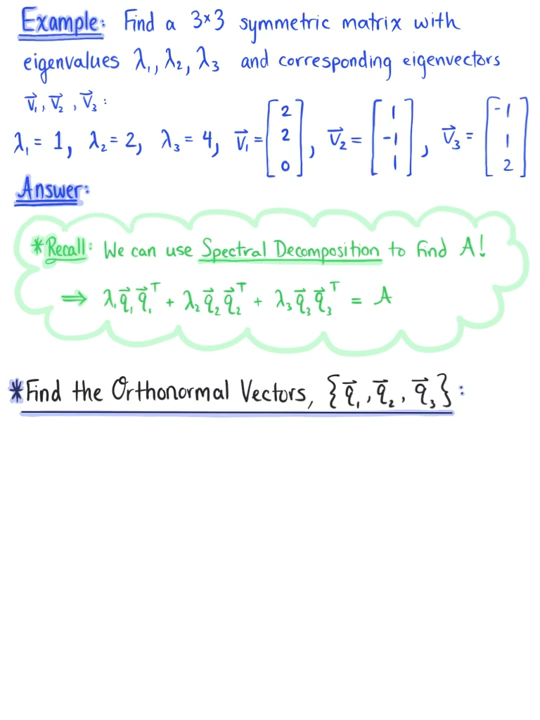 Example: Find a 3×3 symmetric matrix with
eigenvalues λ₁, λ₂, λ₃ and corresponding eigenvectors
v⃗₁, v⃗₂, v⃗₃:
λ₁ = 1, λ₂ = 2, λ₃ = 4, v⃗₁ = [2 2 0], v⃗₂ = [1 -1 1], v⃗₃ = [-1 1 2]
Answer:
*Recall: We can use Spectral Decomposition to find A!
⇒ λ₁q⃗₁q⃗₁ᵀ + λ₂q⃗₂q⃗₂ᵀ + λ₃q⃗₃q⃗₃ᵀ = A
*Find the Orthonormal Vectors, {q⃗₁, q⃗₂, q⃗₃}: